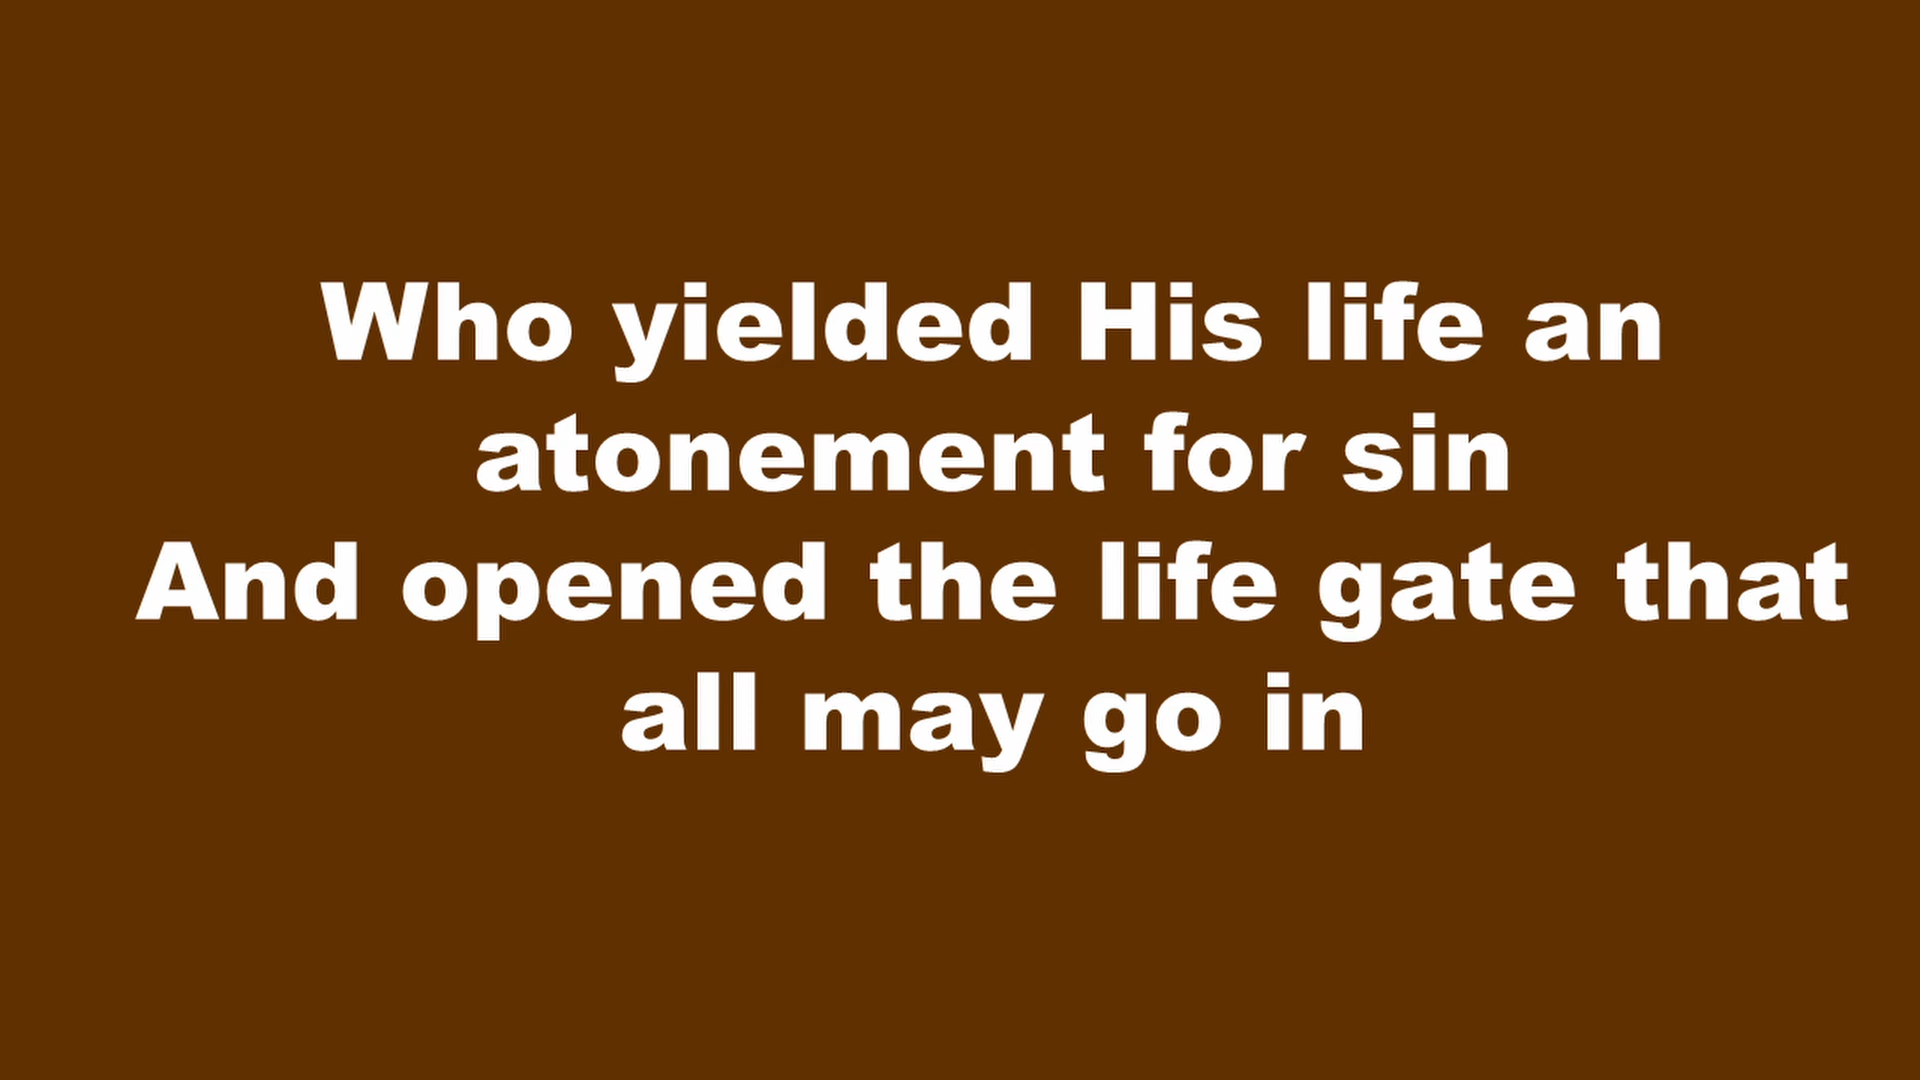 Who yielded His life an
atonement for sin
And opened the life gate that
all may go in